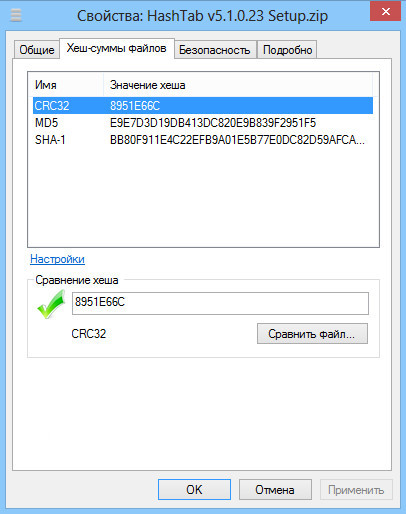 Свойства: HashTab v5.1.0.23 Setup.zip
Общие Хеш-суммы файлов Безопасность Подробно
Имя Значение хеша
CRC32 8951E66C
MD5 E9E7D3D19DB413DC820E9B839F2951F5
SHA-1 BB80F911E4C22EFB9A01E5B77E0DC82D59AFCA...
Настройки
Сравнение хеша
8951E66C
CRC32 Сравнить файл...
OK Отмена Применить